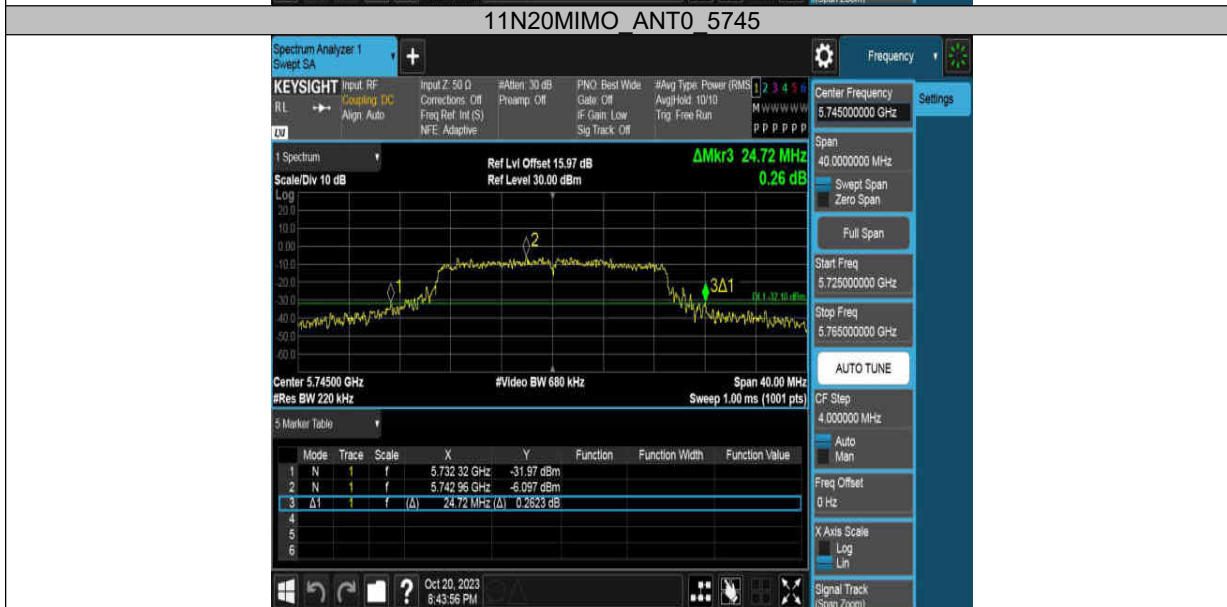 11N20MIMO_ANT0_5745
Spectrum Analyzer 1
Swept SA
+
Frequency
KEYSIGHT
RL
Input: RF
Coupling: DC
Align: Auto
Input Z: 50 Ω
Corrections: Off
Freq Ref: Int (S)
NFE: Adaptive
#Atten: 30 dB
Preamp: Off
PNO: Best Wide
Gate: Off
IF Gain: Low
Sig Track: Off
#Avg Type: Power (RMS
Avg|Hold: 10/10
Trig: Free Run
1 2 3 4 5 6
M W W W W W
P P P P P P
Center Frequency
5.745000000 GHz
Settings
Span
40.0000000 MHz
Swept Span
Zero Span
Full Span
Start Freq
5.725000000 GHz
Stop Freq
5.765000000 GHz
AUTO TUNE
CF Step
4.000000 MHz
Auto
Man
Freq Offset
0 Hz
X Axis Scale
Log
Lin
Signal Track
(Span Zoom)
1 Spectrum
Scale/Div 10 dB
Ref Lvl Offset 15.97 dB
Ref Level 30.00 dBm
ΔMkr3 24.72 MHz
0.26 dB
Log
20.0
10.0
0.00
-10.0
-20.0
-30.0
-40.0
-50.0
-60.0
1
2
3Δ1
DL1 -32.10 dBm
Center 5.74500 GHz
#Video BW 680 kHz
Span 40.00 MHz
#Res BW 220 kHz
Sweep 1.00 ms (1001 pts)
5 Marker Table
Mode Trace Scale X Y Function Function Width Function Value
1 N 1 f 5.732 32 GHz -31.97 dBm
2 N 1 f 5.742 96 GHz -6.097 dBm
3 Δ1 1 f (Δ) 24.72 MHz (Δ) 0.2623 dB
4
5
6
?
Oct 20, 2023
8:43:56 PM